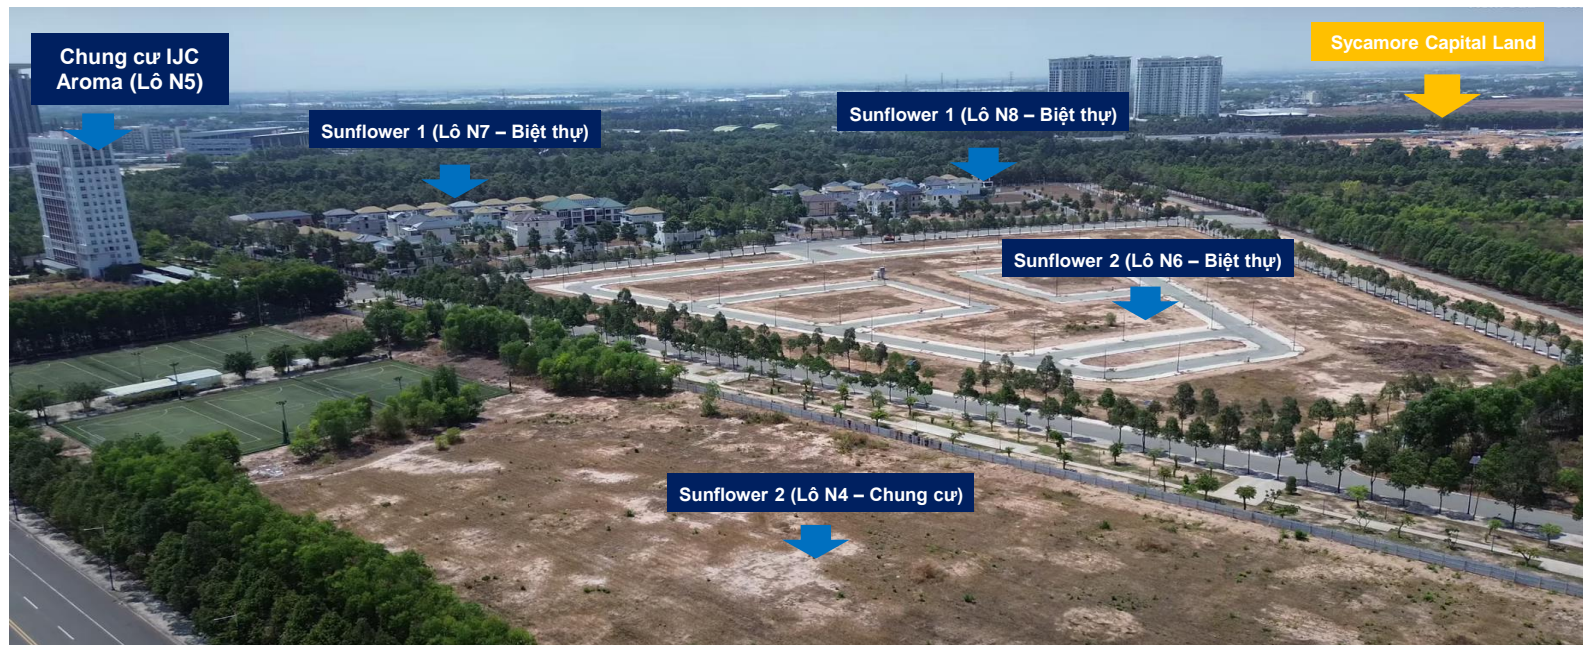 Chung cư IJC
Aroma (Lô N5)
Sunflower 1 (Lô N7 – Biệt thự)
Sunflower 1 (Lô N8 – Biệt thự)
Sycamore Capital Land
Sunflower 2 (Lô N6 – Biệt thự)
Sunflower 2 (Lô N4 – Chung cư)